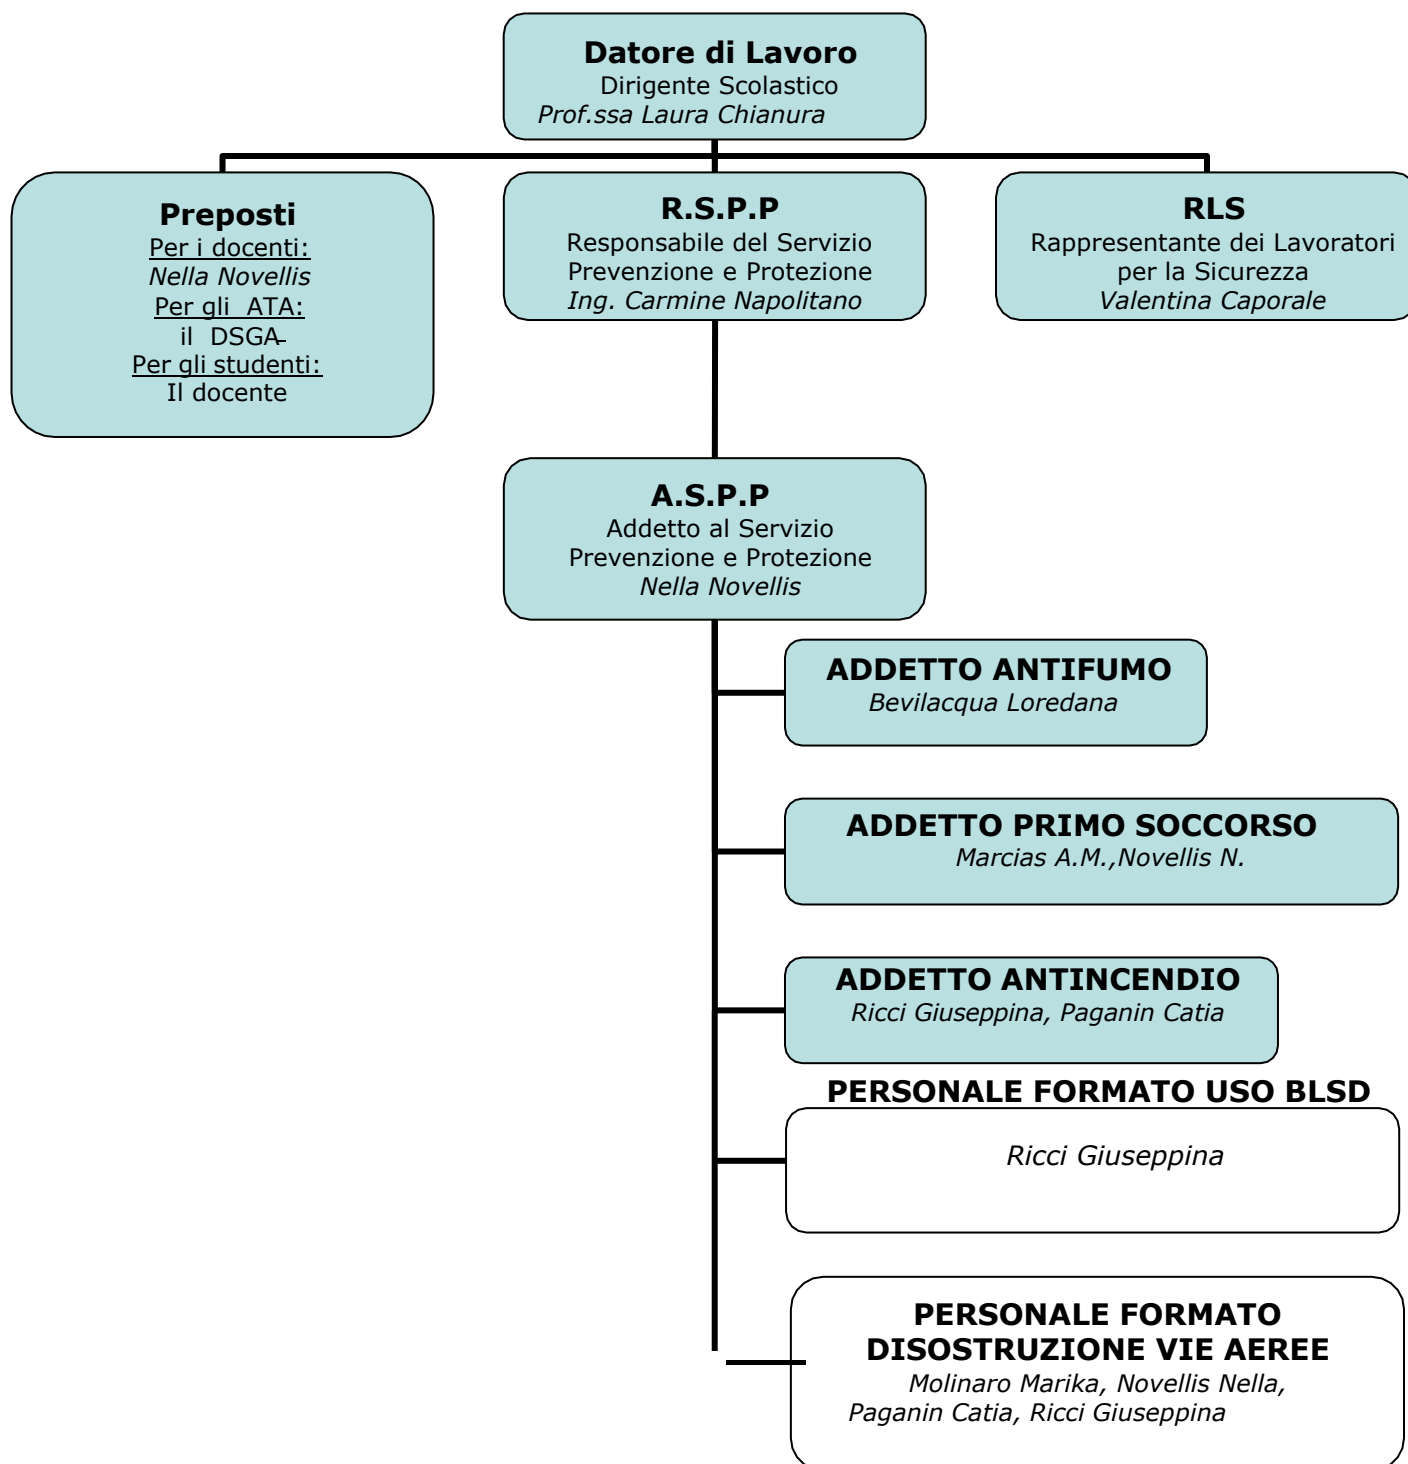 Datore di Lavoro
Dirigente Scolastico
Prof.ssa Laura Chianura
Preposti
Per i docenti:
Nella Novellis
Per gli ATA:
il DSGA
Per gli studenti:
Il docente
R.S.P.P
Responsabile del Servizio
Prevenzione e Protezione
Ing. Carmine Napolitano
RLS
Rappresentante dei Lavoratori
per la Sicurezza
Valentina Caporale
A.S.P.P
Addetto al Servizio
Prevenzione e Protezione
Nella Novellis
ADDETTO ANTIFUMO
Bevilacqua Loredana
ADDETTO PRIMO SOCCORSO
Marcias A.M.,Novellis N.
ADDETTO ANTINCENDIO
Ricci Giuseppina, Paganin Catia
PERSONALE FORMATO USO BLSD
Ricci Giuseppina
PERSONALE FORMATO
DISOSTRUZIONE VIE AEREE
Molinaro Marika, Novellis Nella,
Paganin Catia, Ricci Giuseppina